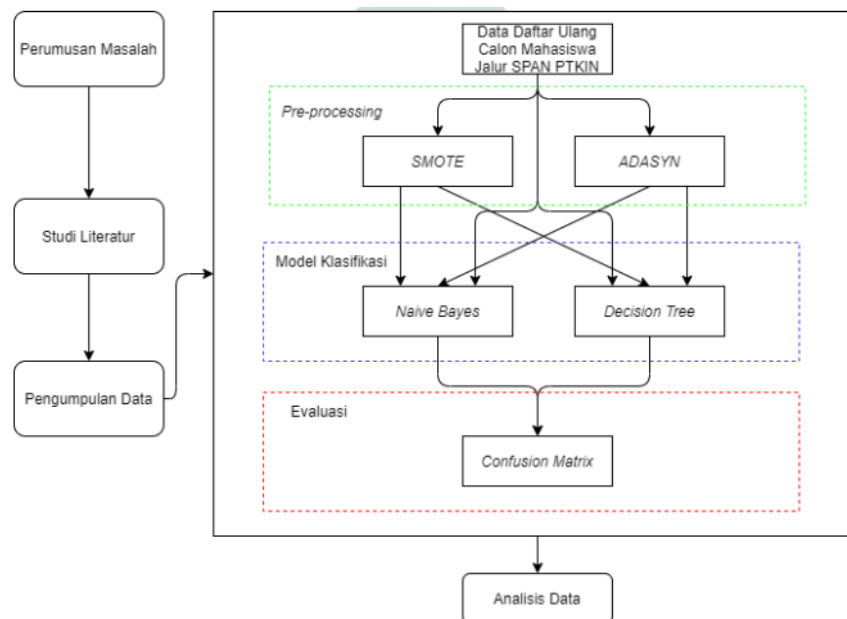 Perumusan Masalah
Studi Literatur
Pengumpulan Data
Data Daftar Ulang
Calon Mahasiswa
Jalur SPAN PTKIN
Pre-processing
SMOTE
ADASYN
Model Klasifikasi
Naive Bayes
Decision Tree
Evaluasi
Confusion Matrix
Analisis Data